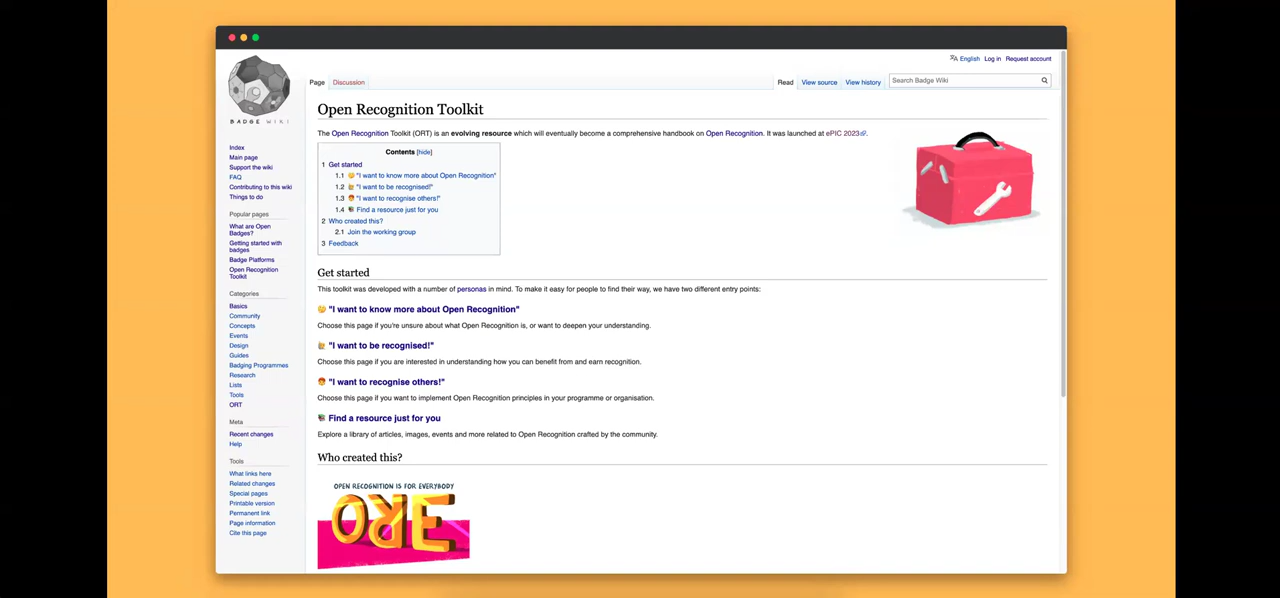 English Log in Request account
Page Discussion Read View source View history Search Badge Wiki
BADGE WIKI
Index
Main page
Support the wiki
FAQ
Contributing to this wiki
Things to do
Popular pages
What are Open
Badges?
Getting started with
badges
Badge Platforms
Open Recognition
Toolkit
Categories
Basics
Community
Concepts
Events
Design
Guides
Badging Programmes
Research
Lists
Tools
ORT
Meta
Recent changes
Help
Tools
What links here
Related changes
Special pages
Printable version
Permanent link
Page information
Cite this page
Open Recognition Toolkit
The Open Recognition Toolkit (ORT) is an evolving resource which will eventually become a comprehensive handbook on Open Recognition. It was launched at ePIC 2023.
Contents [hide]
1 Get started
1.1 "I want to know more about Open Recognition"
1.2 "I want to be recognised!"
1.3 "I want to recognise others!"
1.4 Find a resource just for you
2 Who created this?
2.1 Join the working group
3 Feedback
Get started
This toolkit was developed with a number of personas in mind. To make it easy for people to find their way, we have two different entry points:
"I want to know more about Open Recognition"
Choose this page if you're unsure about what Open Recognition is, or want to deepen your understanding.
"I want to be recognised!"
Choose this page if you are interested in understanding how you can benefit from and earn recognition.
"I want to recognise others!"
Choose this page if you want to implement Open Recognition principles in your programme or organisation.
Find a resource just for you
Explore a library of articles, images, events and more related to Open Recognition crafted by the community.
Who created this?
OPEN RECOGNITION IS FOR EVERYBODY
ORE